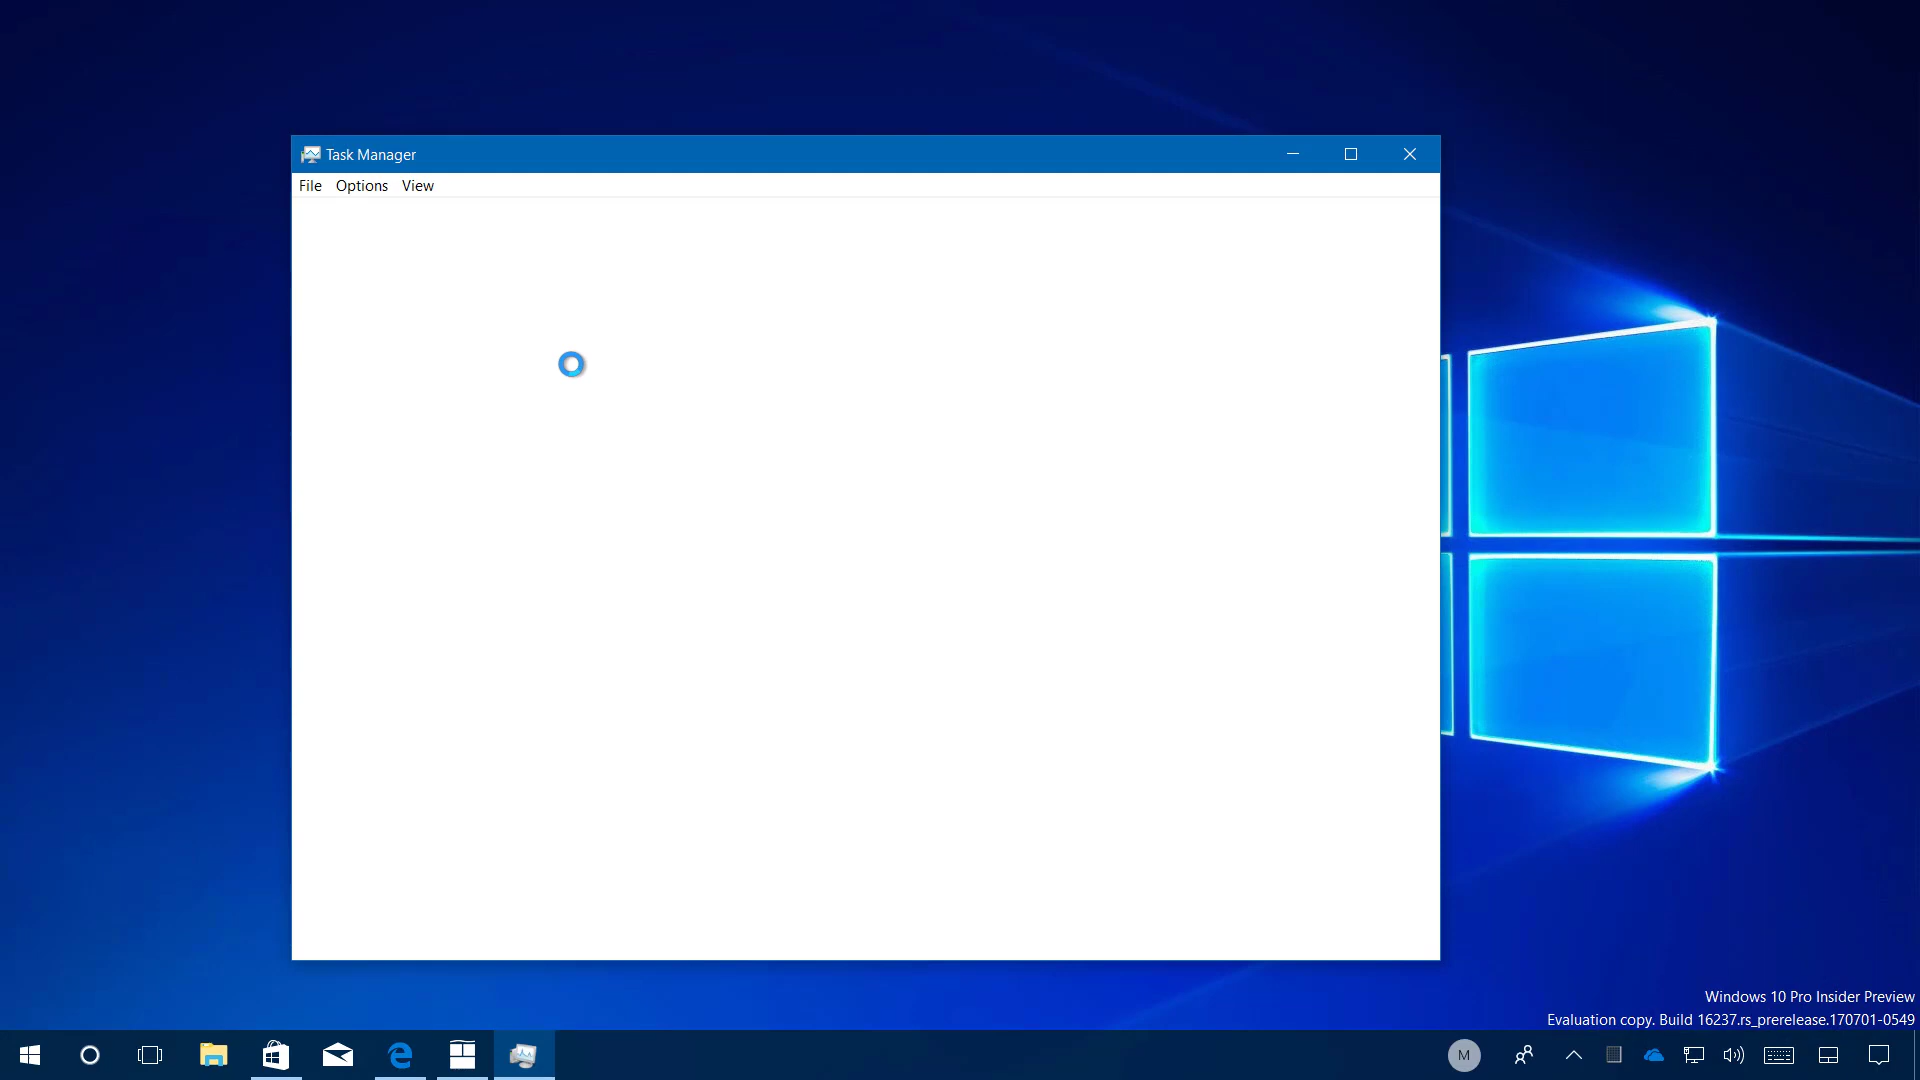 Task Manager
File Options View
Windows 10 Pro Insider Preview
Evaluation copy. Build 16237.rs_prerelease.170701-0549
M